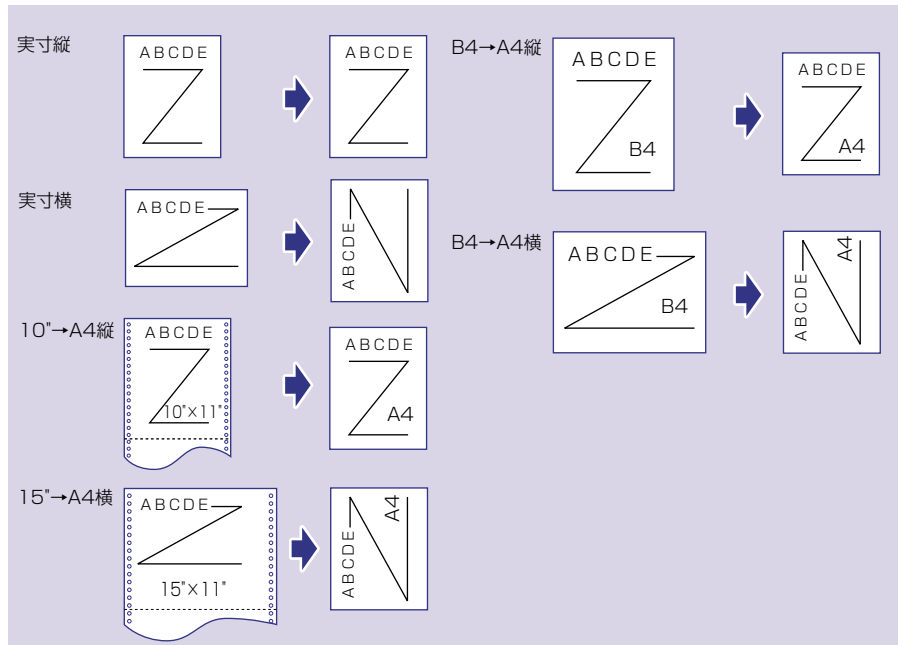 実寸縦
ABCDE
ABCDE
実寸横
ABCDE
ABCDE
10"→A4縦
ABCDE
10"×11"
ABCDE
A4
15"→A4横
ABCDE
15"×11"
ABCDE
A4
B4→A4縦
ABCDE
B4
ABCDE
A4
B4→A4横
ABCDE
B4
ABCDE
A4